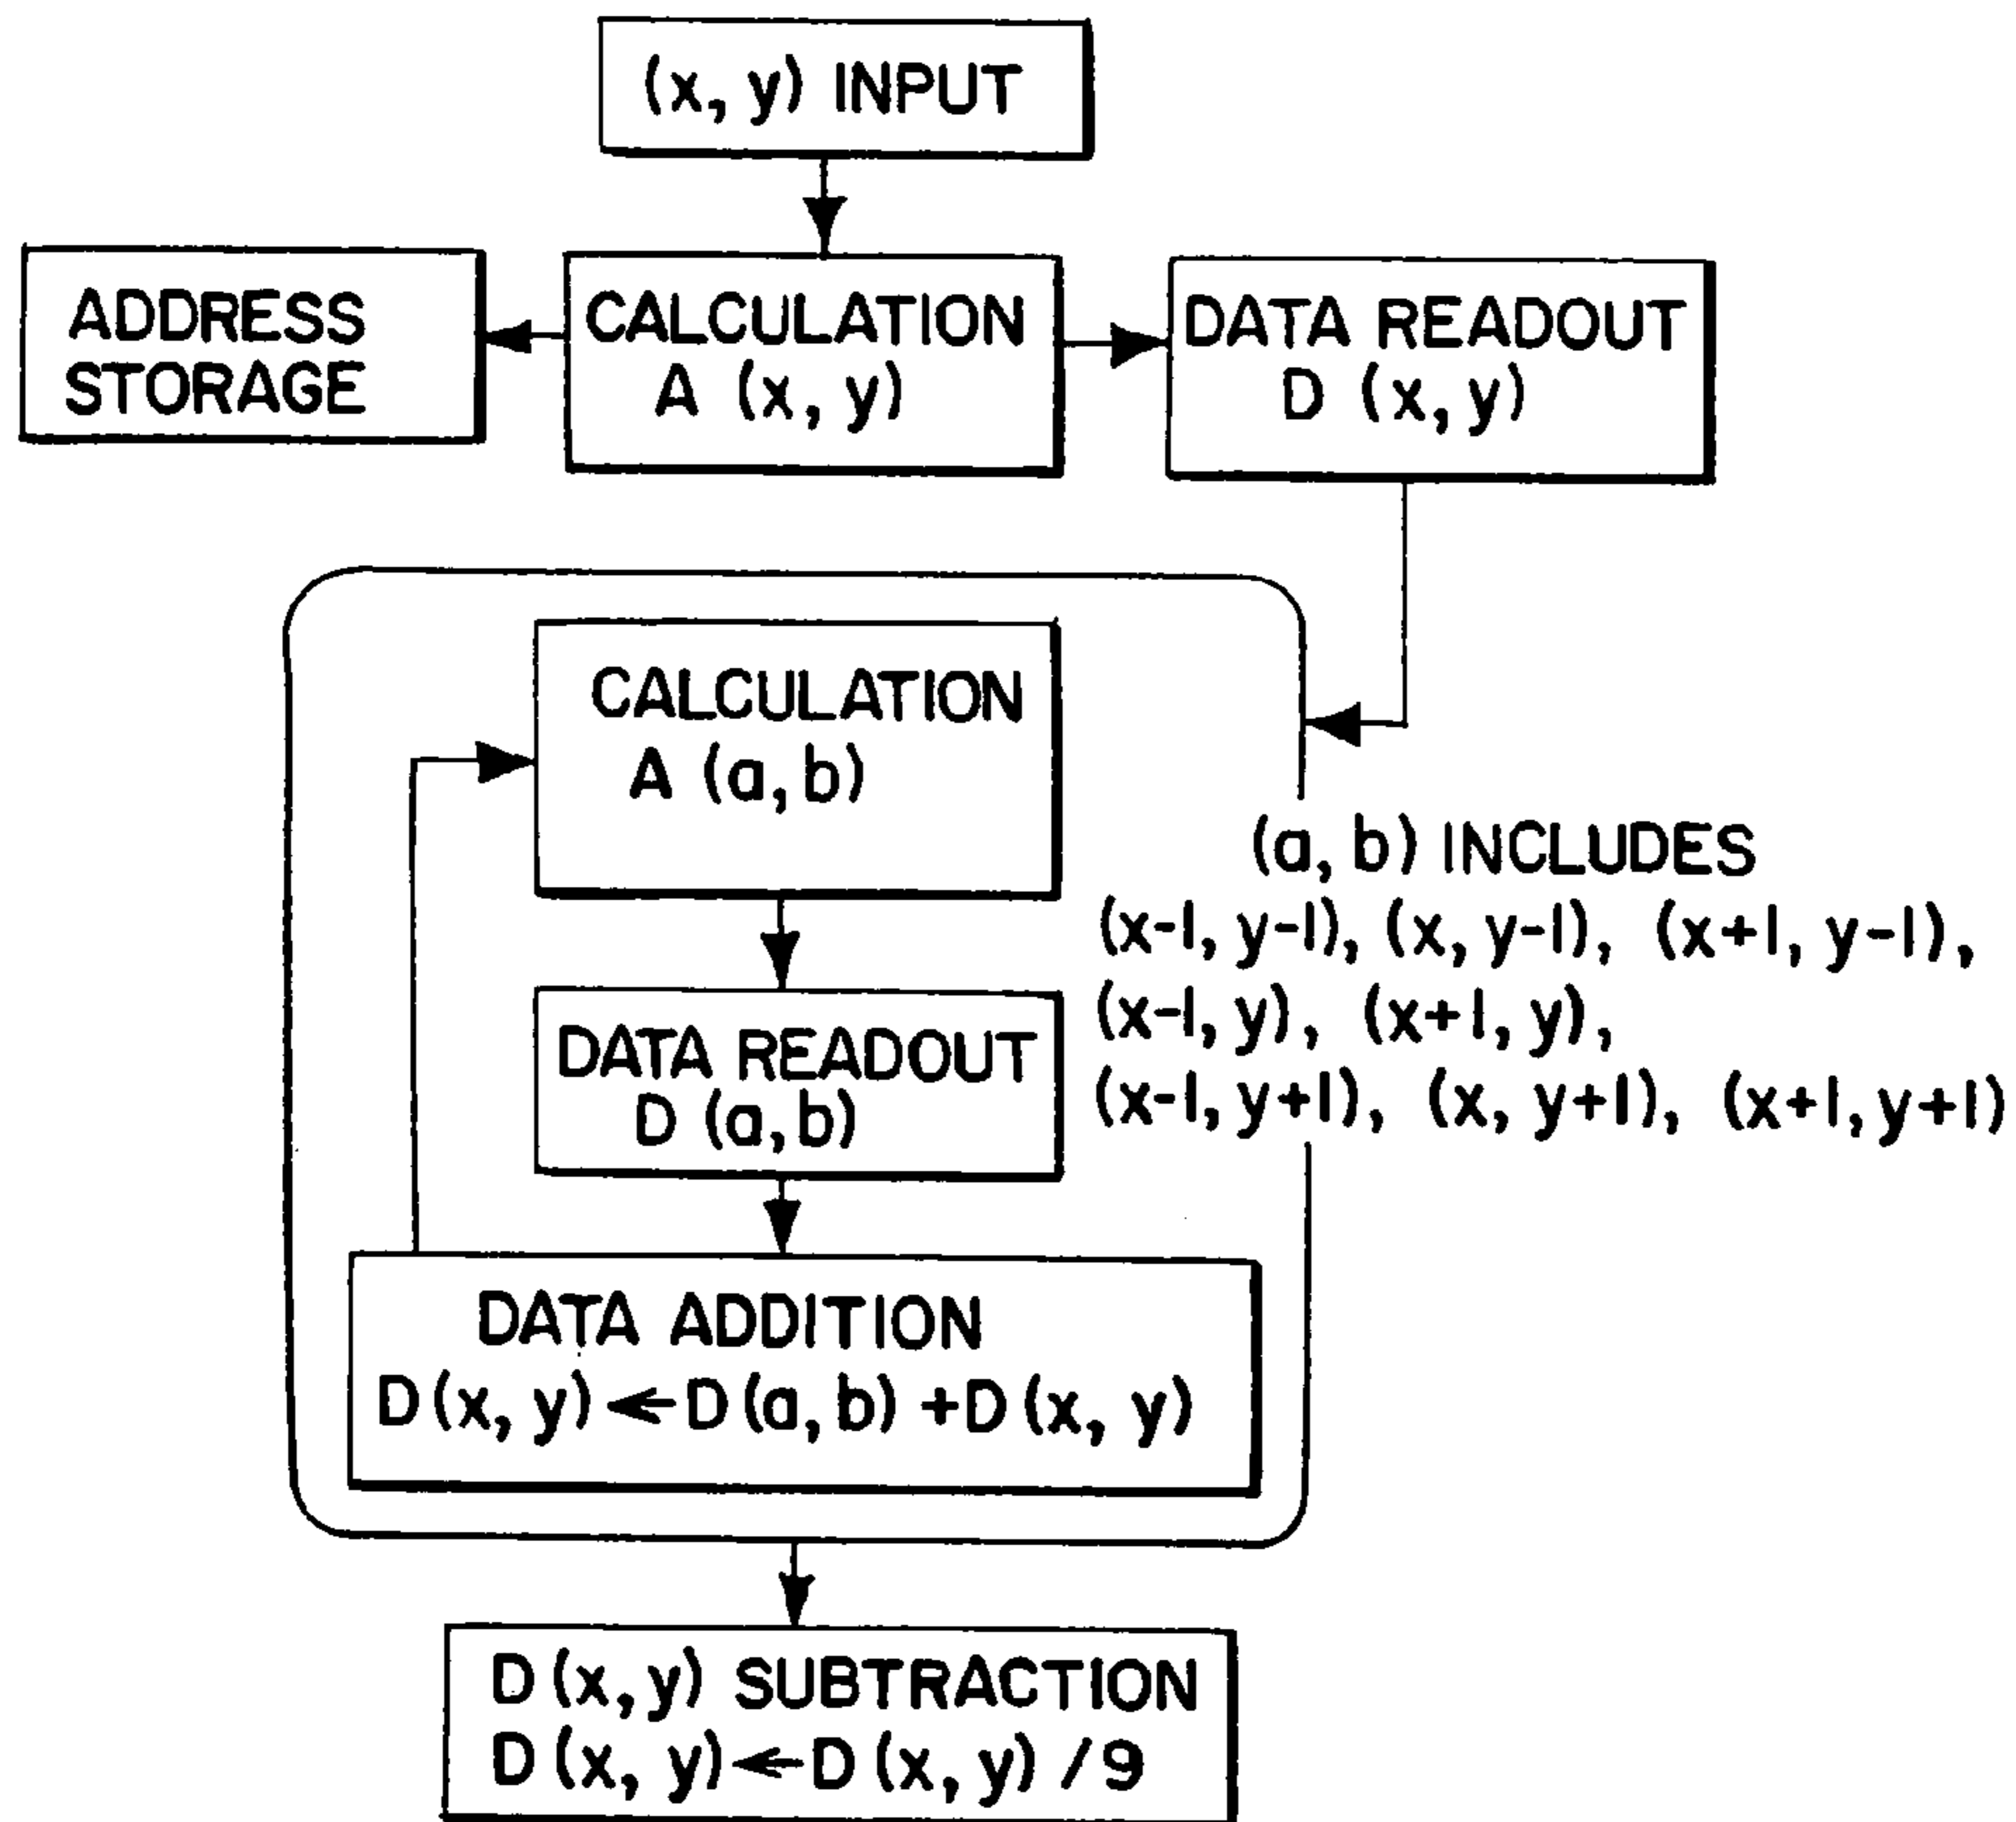 (x, y) INPUT
ADDRESS
STORAGE
CALCULATION
A (x, y)
DATA READOUT
D (x, y)
CALCULATION
A (a, b)
(a, b) INCLUDES
(x-1, y-1), (x, y-1), (x+1, y-1),
(x-1, y), (x+1, y),
(x-1, y+1), (x, y+1), (x+1, y+1)
DATA READOUT
D (a, b)
DATA ADDITION
D (x, y) ← D (a, b) + D (x, y)
D (x, y) SUBTRACTION
D (x, y) ← D (x, y) / 9